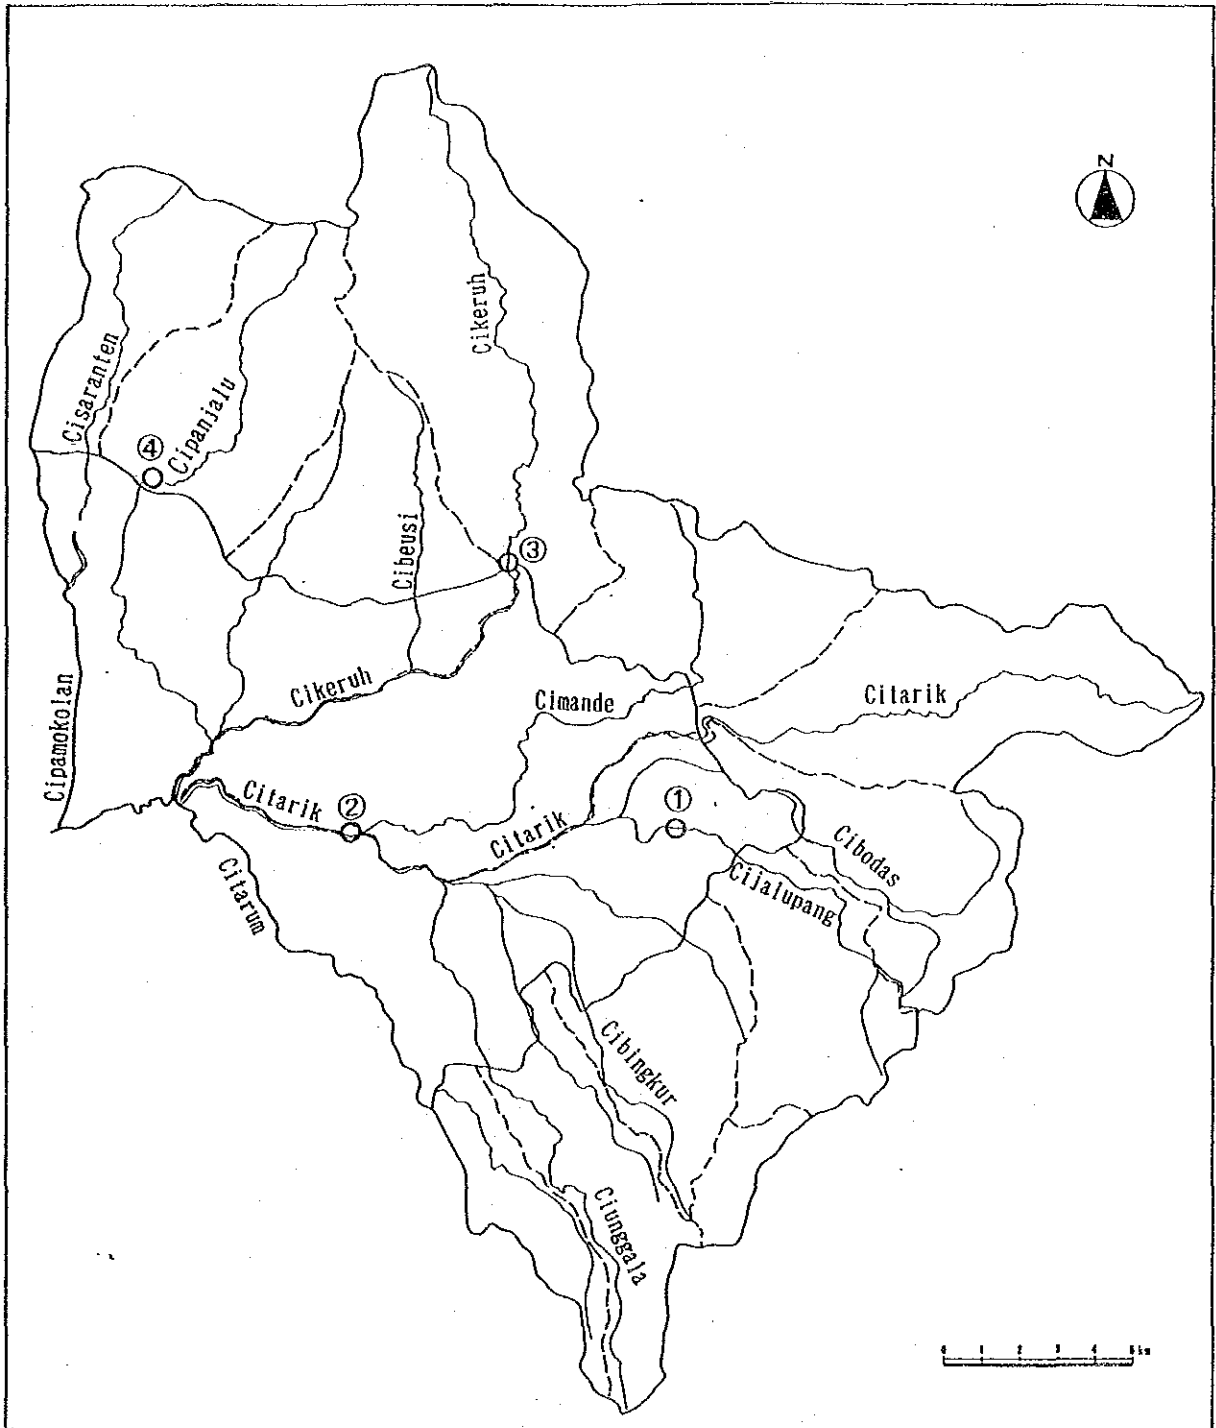 N
Cikeruh
Cisaranten
Cipanjalu
④
Cibeusi
③
Cikeruh
Cimande
Citarik
Cipamokolan
Citarik
②
①
Citarik
Cibodas
Cijalupang
Citarum
Cibingkur
Ciunggala
0 1 2 3 4 5 km